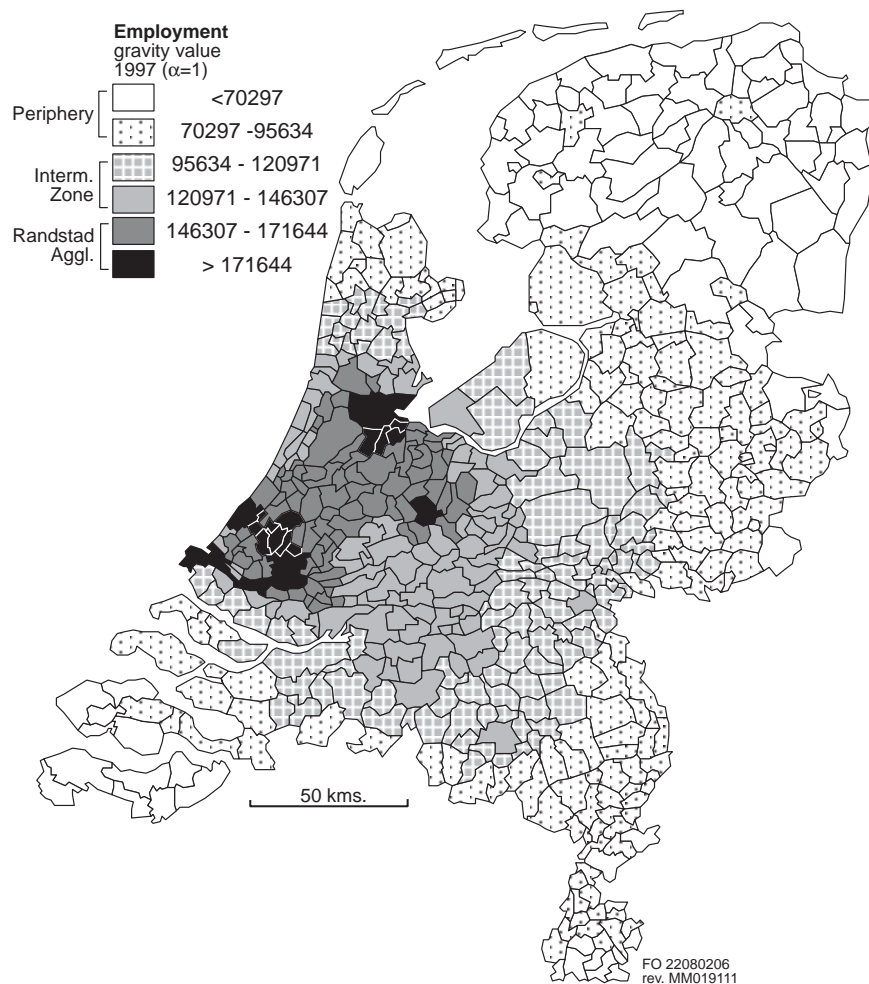 Employment
gravity value
1997 (α=1)
Periphery
<70297
70297 -95634
Interm.
Zone
95634 - 120971
120971 - 146307
Randstad
Aggl.
146307 - 171644
> 171644
50 kms.
FO 22080206
rev. MM019111